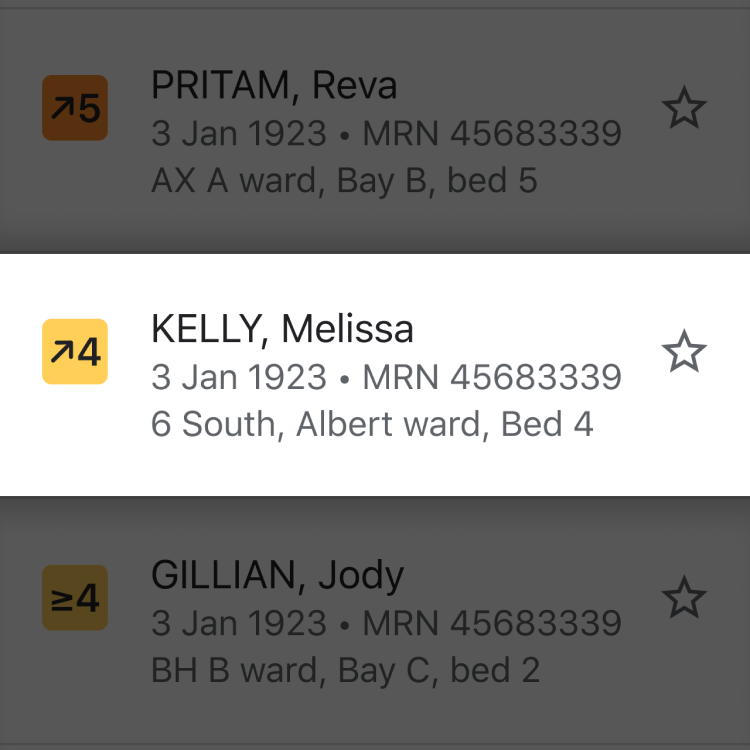 ↗5
PRITAM, Reva
3 Jan 1923 • MRN 45683339
AX A ward, Bay B, bed 5
↗4
KELLY, Melissa
3 Jan 1923 • MRN 45683339
6 South, Albert ward, Bed 4
≥4
GILLIAN, Jody
3 Jan 1923 • MRN 45683339
BH B ward, Bay C, bed 2